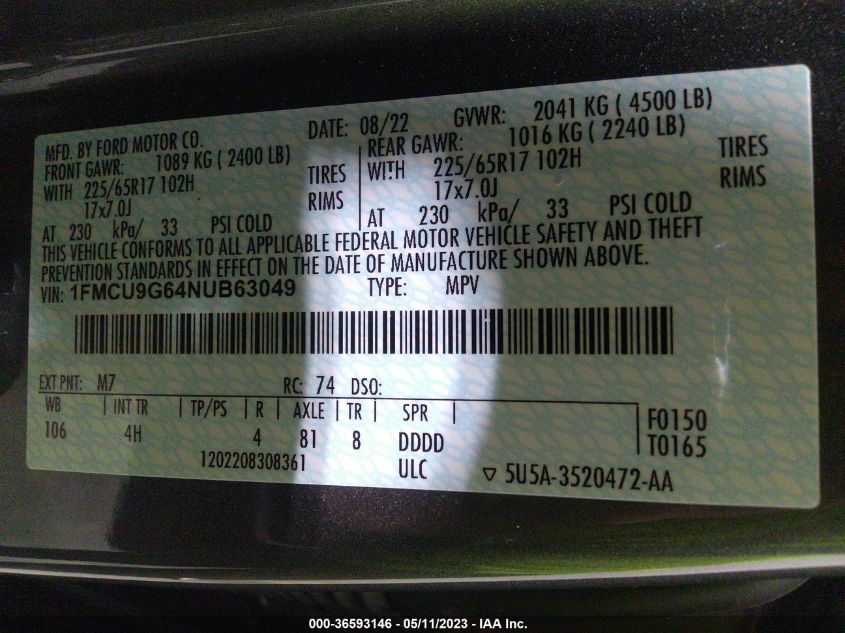 MFD. BY FORD MOTOR CO. DATE: 08/22 GVWR: 2041 KG ( 4500 LB)
FRONT GAWR: 1089 KG ( 2400 LB) REAR GAWR: 1016 KG ( 2240 LB)
WITH 225/65R17 102H TIRES WITH 225/65R17 102H TIRES
17x7.0J RIMS 17x7.0J RIMS
AT 230 kPa/ 33 PSI COLD AT 230 kPa/ 33 PSI COLD
THIS VEHICLE CONFORMS TO ALL APPLICABLE FEDERAL MOTOR VEHICLE SAFETY AND THEFT
PREVENTION STANDARDS IN EFFECT ON THE DATE OF MANUFACTURE SHOWN ABOVE.
VIN: 1FMCU9G64NUB63049 TYPE: MPV
EXT PNT: M7 RC: 74 DSO:
WB | INT TR | TP/PS | R | AXLE | TR | SPR | F0150
106 4H 4 81 8 DDDD T0165
1202208308361 ULC ▽ 5U5A-3520472-AA
000-36593146 - 05/11/2023 - IAA Inc.